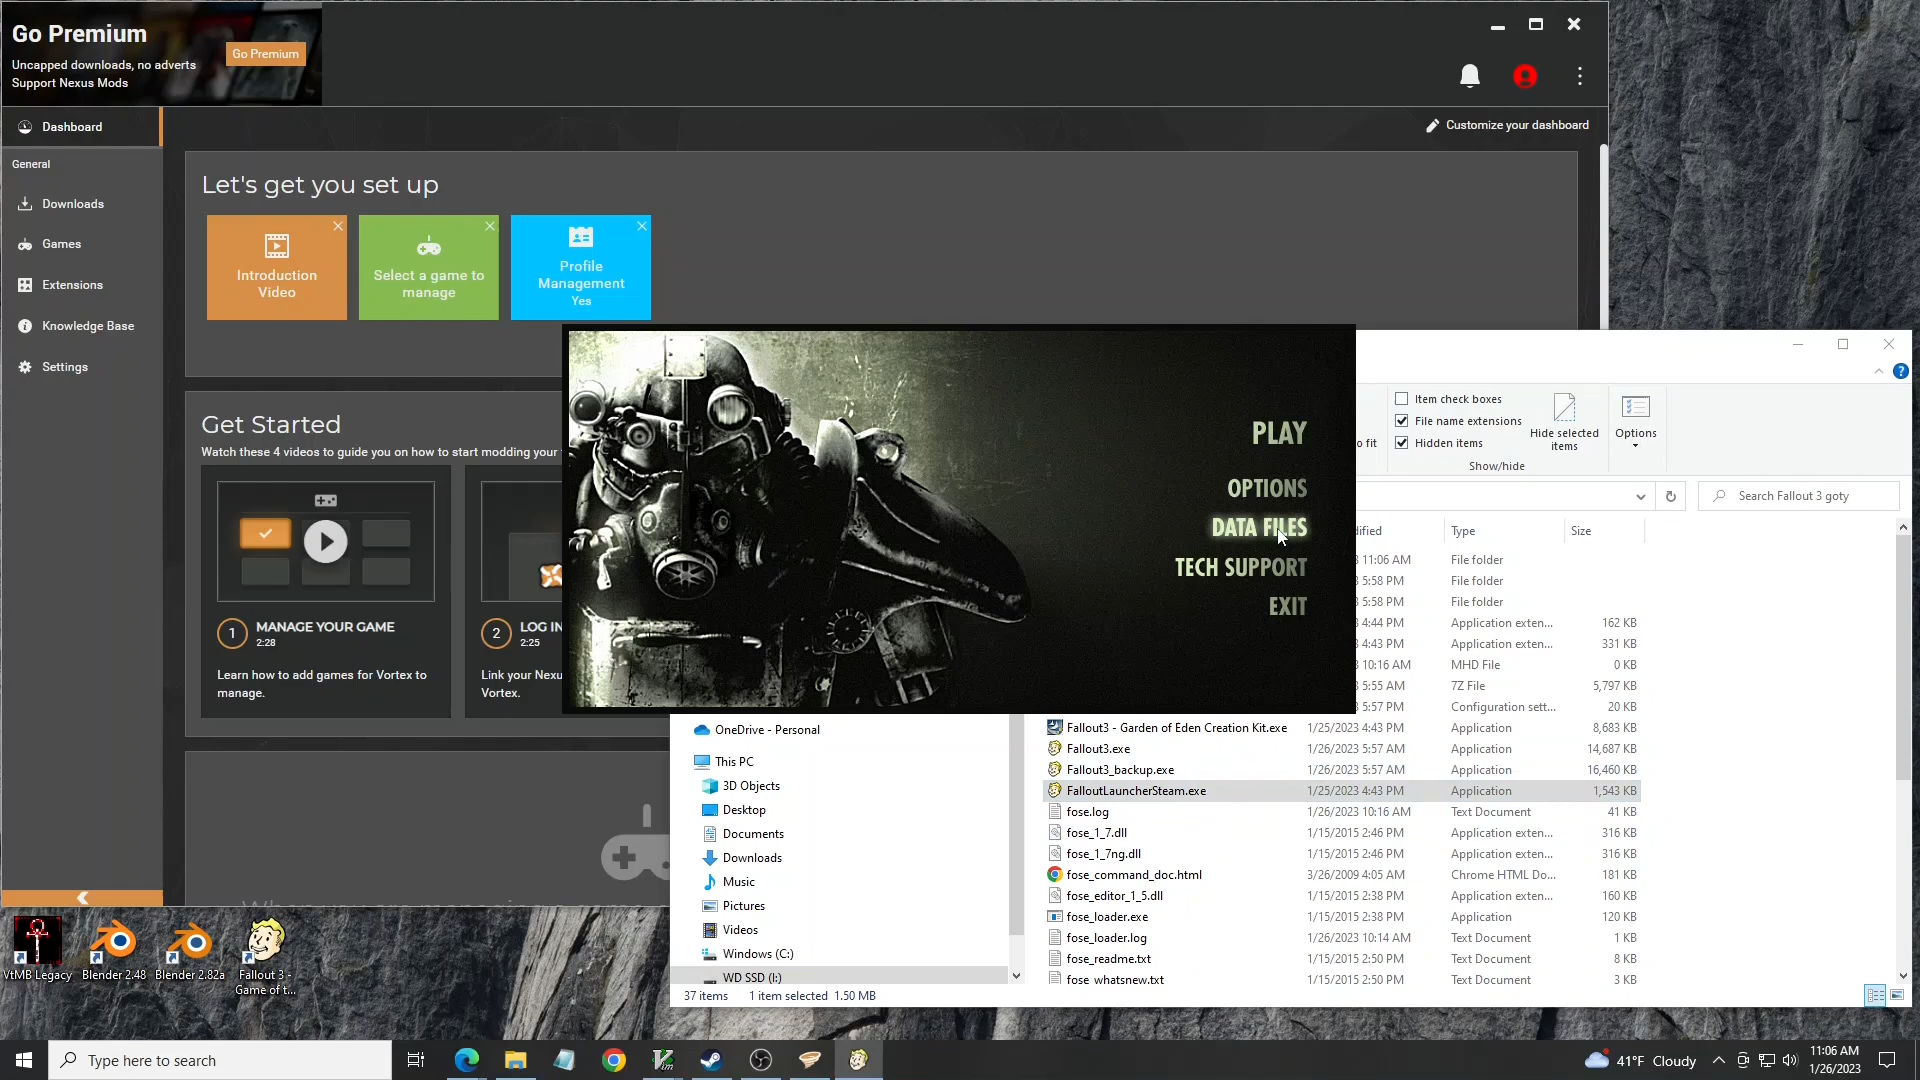 Go Premium
Uncapped downloads, no adverts
Support Nexus Mods
Go Premium
Dashboard
Customize your dashboard
General
Downloads
Games
Extensions
Knowledge Base
Settings
Let's get you set up
Introduction
Video
Select a game to
manage
Profile
Management
Yes
Get Started
Watch these 4 videos to guide you on how to start modding your
1
MANAGE YOUR GAME
2:28
Learn how to add games for Vortex to
manage.
2
LOG IN
2:25
Link your Nexu
Vortex.
PLAY
OPTIONS
DATA FILES
TECH SUPPORT
EXIT
o fit
Item check boxes
File name extensions
Hidden items
Hide selected
items
Options
Show/hide
Search Fallout 3 goty
dified
Type
Size
3 11:06 AM
File folder
3 5:58 PM
File folder
3 5:58 PM
File folder
3 4:44 PM
Application exten...
162 KB
3 4:43 PM
Application exten...
331 KB
3 10:16 AM
MHD File
0 KB
3 5:55 AM
7Z File
5,797 KB
3 5:57 PM
Configuration sett...
20 KB
Fallout3 - Garden of Eden Creation Kit.exe
1/25/2023 4:43 PM
Application
8,683 KB
Fallout3.exe
1/26/2023 5:57 AM
Application
14,687 KB
Fallout3_backup.exe
1/26/2023 5:57 AM
Application
16,460 KB
FalloutLauncherSteam.exe
1/25/2023 4:43 PM
Application
1,543 KB
fose.log
1/26/2023 10:16 AM
Text Document
41 KB
fose_1_7.dll
1/15/2015 2:46 PM
Application exten...
316 KB
fose_1_7ng.dll
1/15/2015 2:46 PM
Application exten...
316 KB
fose_command_doc.html
3/26/2009 4:05 AM
Chrome HTML Do...
181 KB
fose_editor_1_5.dll
1/15/2015 2:38 PM
Application exten...
160 KB
fose_loader.exe
1/15/2015 2:38 PM
Application
120 KB
fose_loader.log
1/26/2023 10:14 AM
Text Document
1 KB
fose_readme.txt
1/15/2015 2:50 PM
Text Document
8 KB
fose_whatsnew.txt
1/15/2015 2:50 PM
Text Document
3 KB
OneDrive - Personal
This PC
3D Objects
Desktop
Documents
Downloads
Music
Pictures
Videos
Windows (C:)
WD SSD (I:)
37 items
1 item selected 1.50 MB
VtMB Legacy
Blender 2.48
Blender 2.82a
Fallout 3 -
Game of t...
Type here to search
41°F Cloudy
11:06 AM
1/26/2023